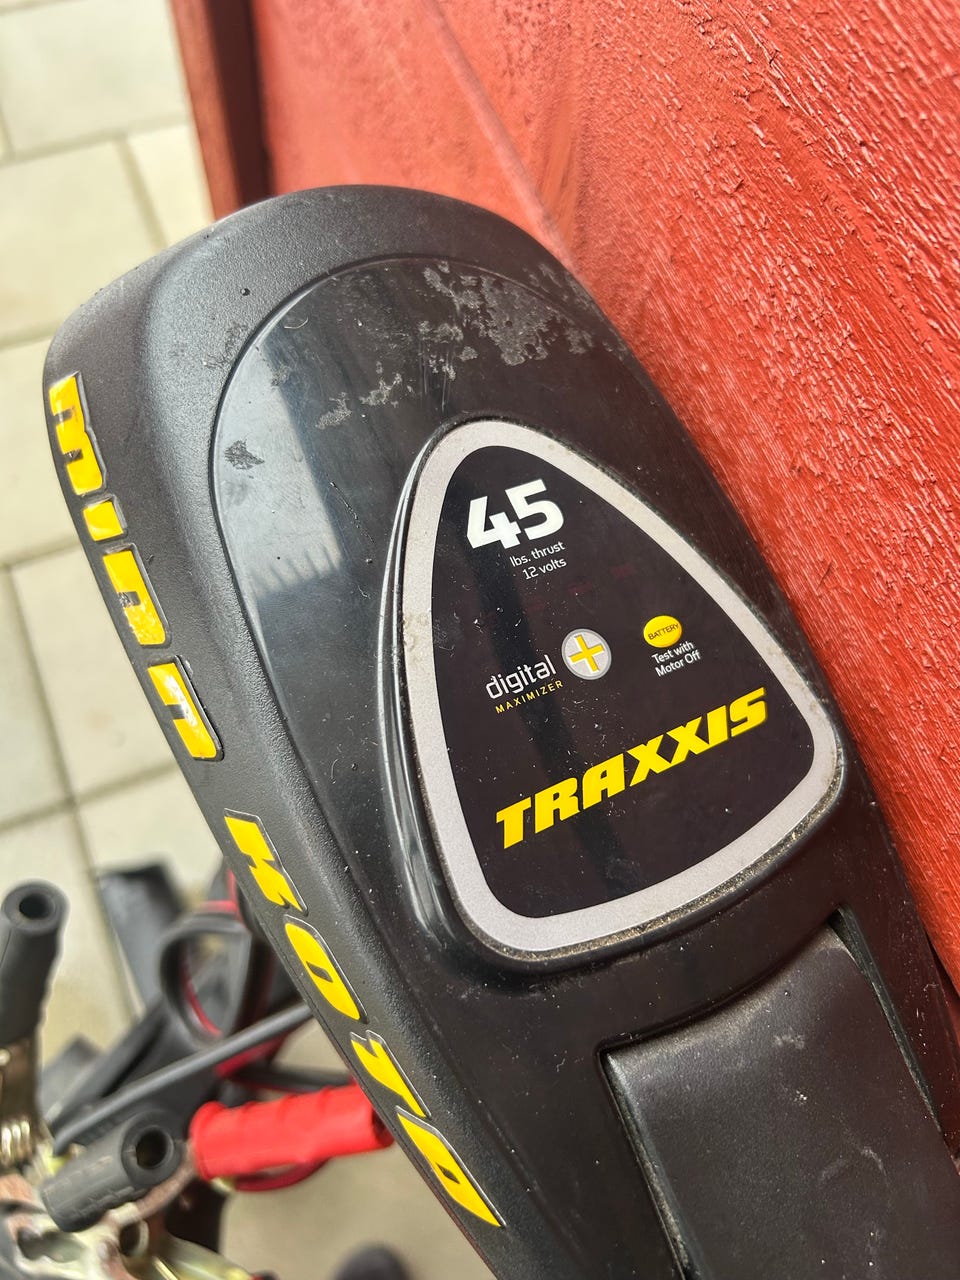 minn
KOTA
45
lbs. thrust
12 volts
digital
MAXIMIZER
BATTERY
Test with
Motor Off
TRAXXIS